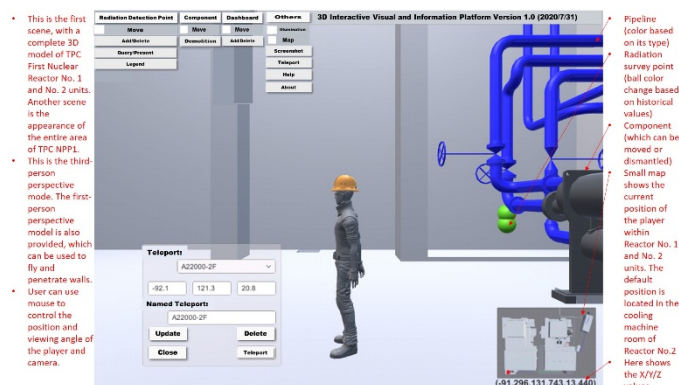 This is the first
scene, with a
complete 3D
model of TPC
First Nuclear
Reactor No. 1
and No. 2 units.
Another scene
is the
appearance of
the entire area
of TPC NPP1.
This is the third-
person
perspective
mode. The first-
person
perspective
model is also
provided, which
can be used to
fly and
penetrate walls.
User can use
mouse to
control the
position and
viewing angle of
the player and
camera.
Radiation Detection Point
Component
Dashboard
Others
3D Interactive Visual and Information Platform Version 1.0 (2020/7/31)
Move
Move
Move
Illumination
Add/Delete
Demolition
Add/Delete
Map
Query/Present
Screenshot
Legend
Teleport
Help
About
Teleport:
A22000-2F
-92.1
121.3
20.8
Named Teleport:
A22000-2F
Update
Delete
Close
Teleport
(-91.296,131.743,13.440)
Pipeline
(color based
on its type)
Radiation
survey point
(ball color
change based
on historical
values)
Component
(which can be
moved or
dismantled)
Small map
shows the
current
position of
the player
within
Reactor No. 1
and No. 2
units. The
default
position is
located in the
cooling
machine
room of
Reactor No.2
Here shows
the X/Y/Z